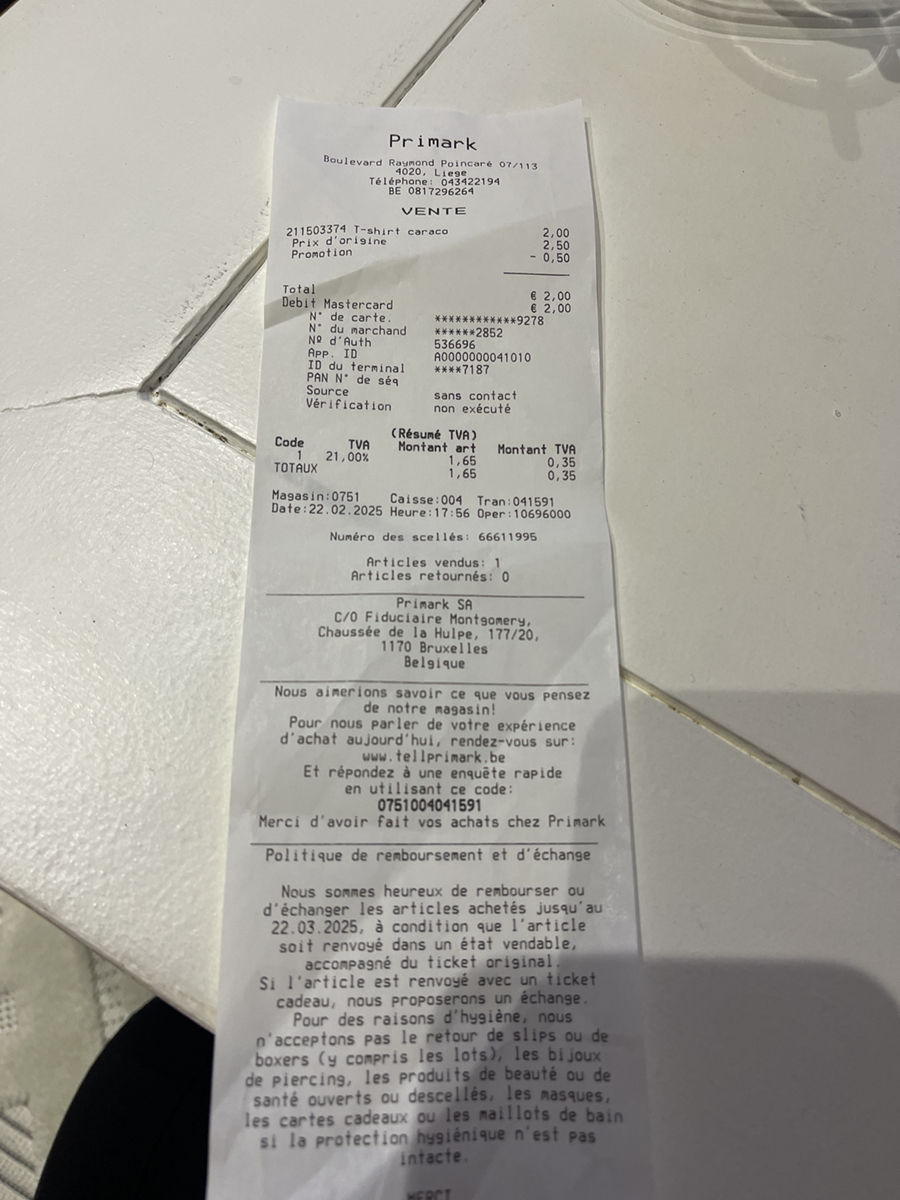 Primark
Boulevard Raymond Poincaré 07/113
4020, Liege
Téléphone: 043422194
BE 0817296264
VENTE
211503374 T-shirt caraco 2,00
Prix d'origine 2,50
Promotion - 0,50
Total € 2,00
Debit Mastercard € 2,00
N° de carte. ************9278
N° du marchand ******2852
Nº d'Auth 536696
App. ID A0000000041010
ID du terminal ****7187
PAN N° de séq
Source sans contact
Vérification non exécuté
(Résumé TVA)
Code TVA Montant art Montant TVA
1 21,00% 1,65 0,35
TOTAUX 1,65 0,35
Magasin:0751 Caisse:004 Tran:041591
Date:22.02.2025 Heure:17:56 Oper:10696000
Numéro des scellés: 66611995
Articles vendus: 1
Articles retournés: 0
Primark SA
C/O Fiduciaire Montgomery,
Chaussée de la Hulpe, 177/20,
1170 Bruxelles
Belgique
Nous aimerions savoir ce que vous pensez
de notre magasin!
Pour nous parler de votre expérience
d'achat aujourd'hui, rendez-vous sur:
www.tellprimark.be
Et répondez à une enquête rapide
en utilisant ce code:
0751004041591
Merci d'avoir fait vos achats chez Primark
Politique de remboursement et d'échange
Nous sommes heureux de rembourser ou
d'échanger les articles achetés jusqu'au
22.03.2025, à condition que l'article
soit renvoyé dans un état vendable,
accompagné du ticket original.
Si l'article est renvoyé avec un ticket
cadeau, nous proposerons un échange.
Pour des raisons d'hygiène, nous
n'acceptons pas le retour de slips ou de
boxers (y compris les lots), les bijoux
de piercing, les produits de beauté ou de
santé ouverts ou descellés, les masques,
les cartes cadeaux ou les maillots de bain
si la protection hygiénique n'est pas
intacte.
MERCI